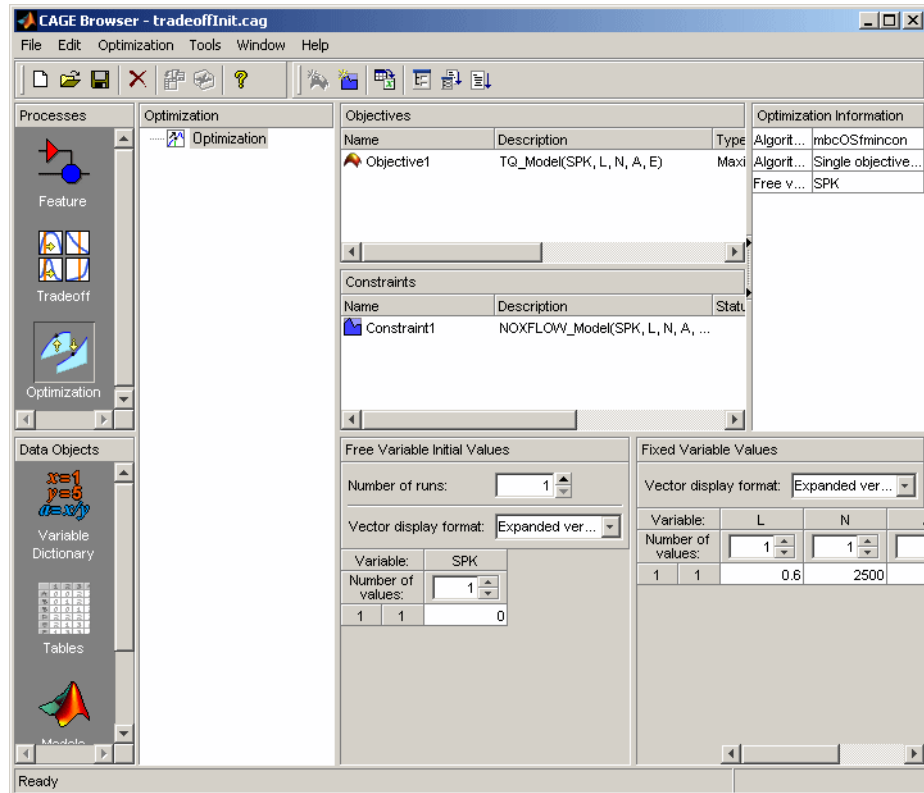 CAGE Browser - tradeoffInit.cag
File Edit Optimization Tools Window Help
Processes
Feature
Tradeoff
Optimization
Data Objects
x=1
y=5
a=x/y
Variable
Dictionary
Tables
Models
Optimization
Optimization
Objectives
Name Description Type
Objective1 TQ_Model(SPK, L, N, A, E) Maxi
Constraints
Name Description Statu
Constraint1 NOXFLOW_Model(SPK, L, N, A, ...
Optimization Information
Algorit... mbcOSfmincon
Algorit... Single objective...
Free v... SPK
Free Variable Initial Values
Number of runs: 1
Vector display format: Expanded ver...
Variable: SPK
Number of values: 1
1 1 0
Fixed Variable Values
Vector display format: Expanded ver...
Variable: L N
Number of values: 1 1
1 1 0.6 2500
Ready